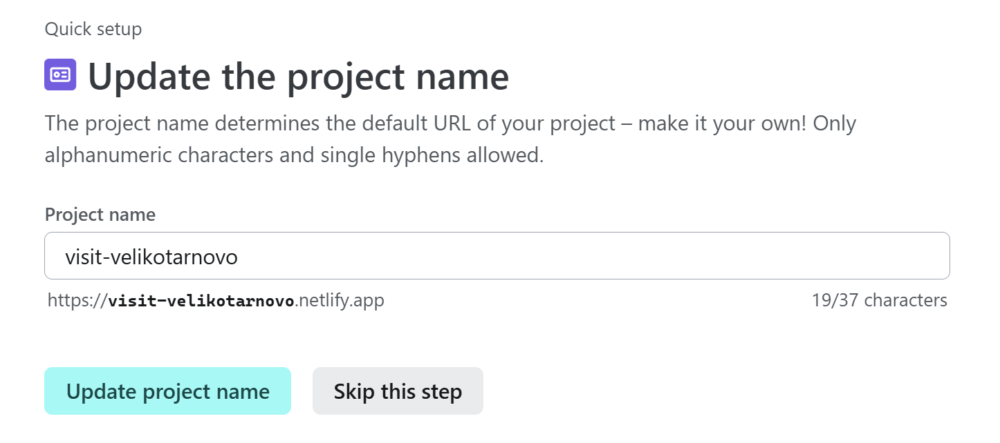 Quick setup
Update the project name
The project name determines the default URL of your project – make it your own! Only
alphanumeric characters and single hyphens allowed.
Project name
visit-velikotarnovo
https://visit-velikotarnovo.netlify.app
19/37 characters
Update project name
Skip this step